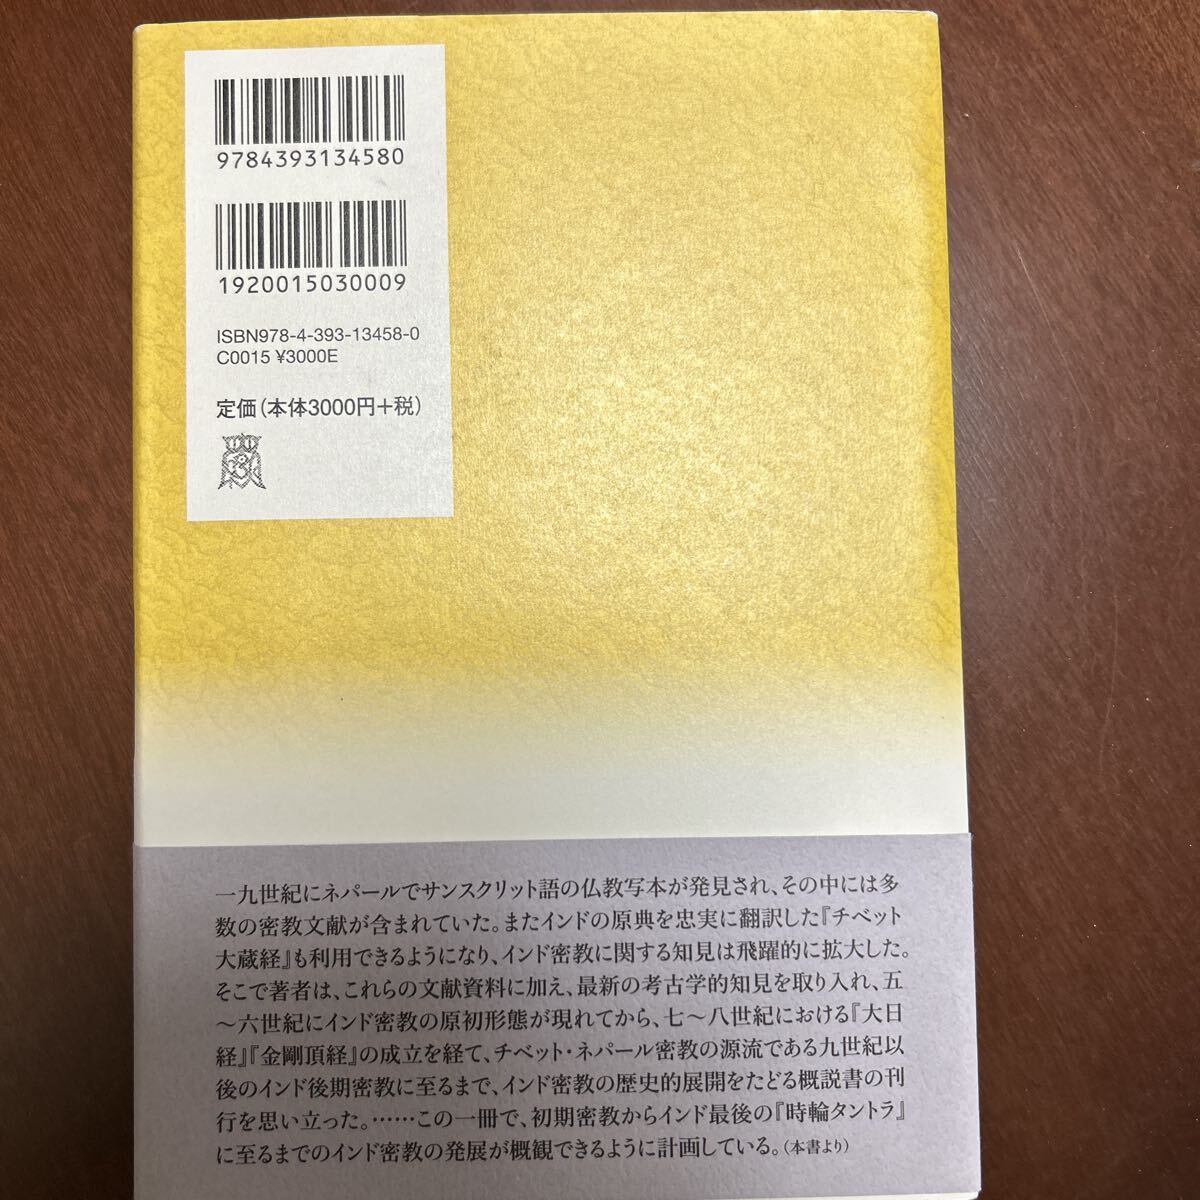 9784393134580
1920015030009
ISBN978-4-393-13458-0
C0015 ¥3000E
定価(本体3000円+税)
一九世紀にネパールでサンスクリット語の仏教写本が発見され、その中には多
数の密教文献が含まれていた。またインドの原典を忠実に翻訳した『チベット
大蔵経』も利用できるようになり、インド密教に関する知見は飛躍的に拡大した。
そこで著者は、これらの文献資料に加え、最新の考古学的知見を取り入れ、五
〜六世紀にインド密教の原初形態が現れてから、七〜八世紀における『大日
経』『金剛頂経』の成立を経て、チベット・ネパール密教の源流である九世紀以
後のインド後期密教に至るまで、インド密教の歴史的展開をたどる概説書の刊
行を思い立った。……この一冊で、初期密教からインド最後の『時輪タントラ』
に至るまでのインド密教の発展が概観できるように計画している。(本書より)